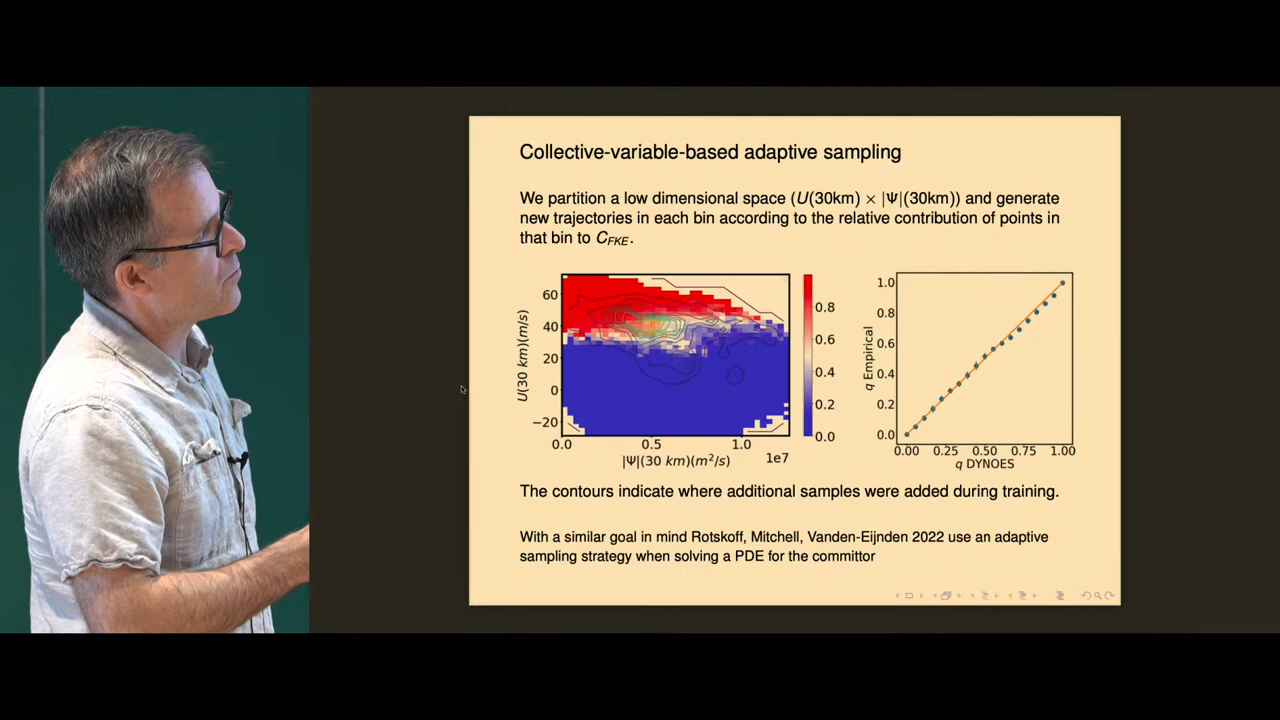 Collective-variable-based adaptive sampling
We partition a low dimensional space (U(30km) × |Ψ|(30km)) and generate
new trajectories in each bin according to the relative contribution of points in
that bin to C_FKE.
U(30 km)(m/s)
60
40
20
0
−20
0.0 0.5 1.0
1e7
|Ψ|(30 km)(m²/s)
0.8
0.6
0.4
0.2
0.0
q Empirical
1.0
0.8
0.6
0.4
0.2
0.0
0.00 0.25 0.50 0.75 1.00
q DYNOES
The contours indicate where additional samples were added during training.
With a similar goal in mind Rotskoff, Mitchell, Vanden-Eijnden 2022 use an adaptive
sampling strategy when solving a PDE for the committor